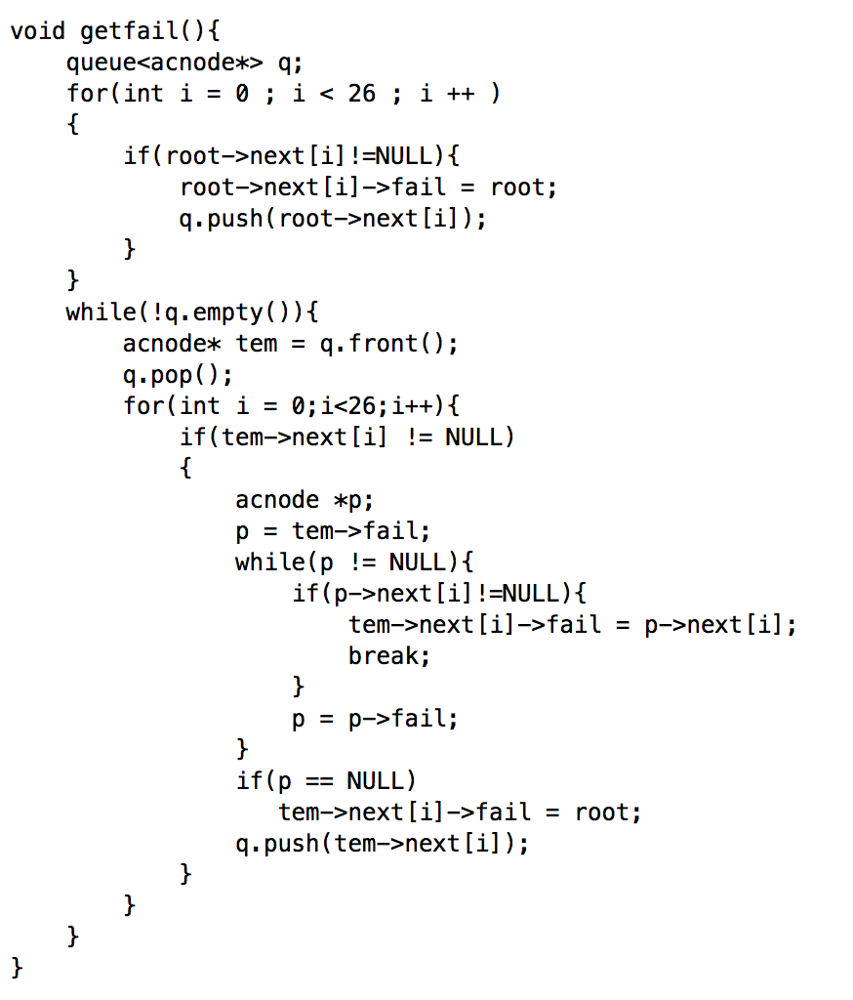 void getfail(){
    queue<acnode*> q;
    for(int i = 0 ; i < 26 ; i ++ )
    {
        if(root->next[i]!=NULL){
            root->next[i]->fail = root;
            q.push(root->next[i]);
        }
    }
    while(!q.empty()){
        acnode* tem = q.front();
        q.pop();
        for(int i = 0;i<26;i++){
            if(tem->next[i] != NULL)
            {
                acnode *p;
                p = tem->fail;
                while(p != NULL){
                    if(p->next[i]!=NULL){
                        tem->next[i]->fail = p->next[i];
                        break;
                    }
                    p = p->fail;
                }
                if(p == NULL)
                   tem->next[i]->fail = root;
                q.push(tem->next[i]);
            }
        }
    }
}